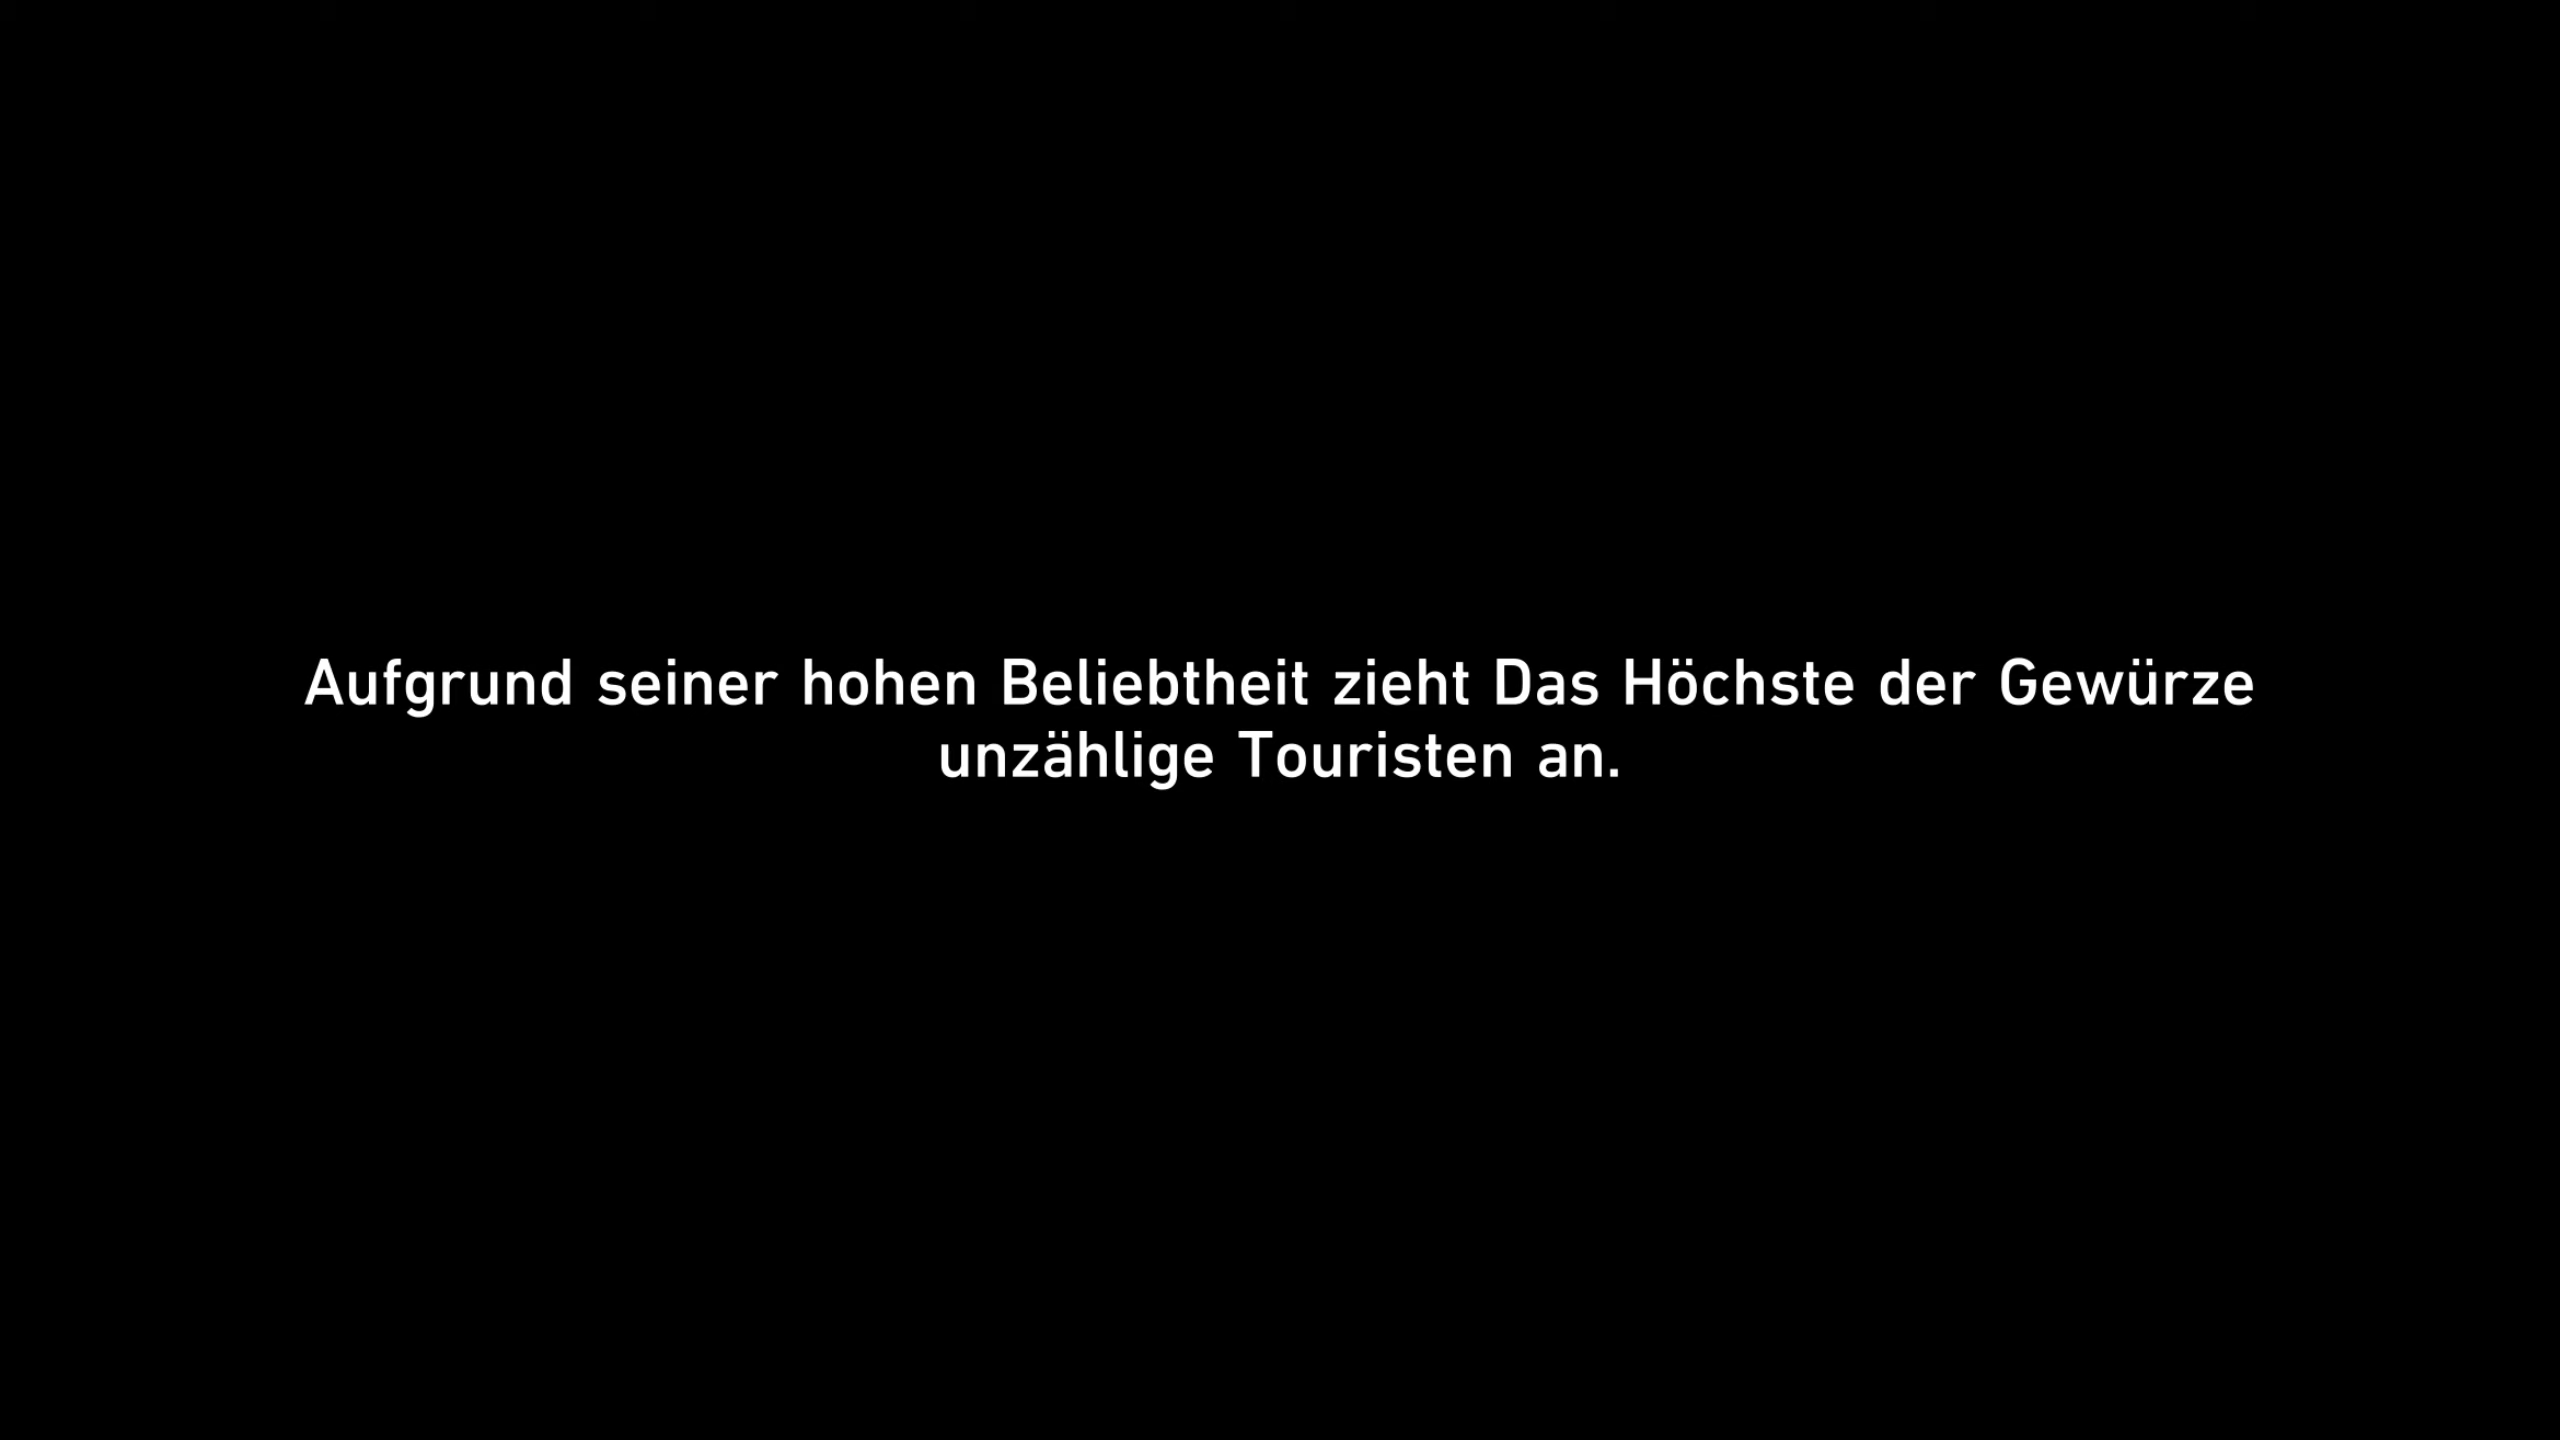 Aufgrund seiner hohen Beliebtheit zieht Das Höchste der Gewürze
unzählige Touristen an.